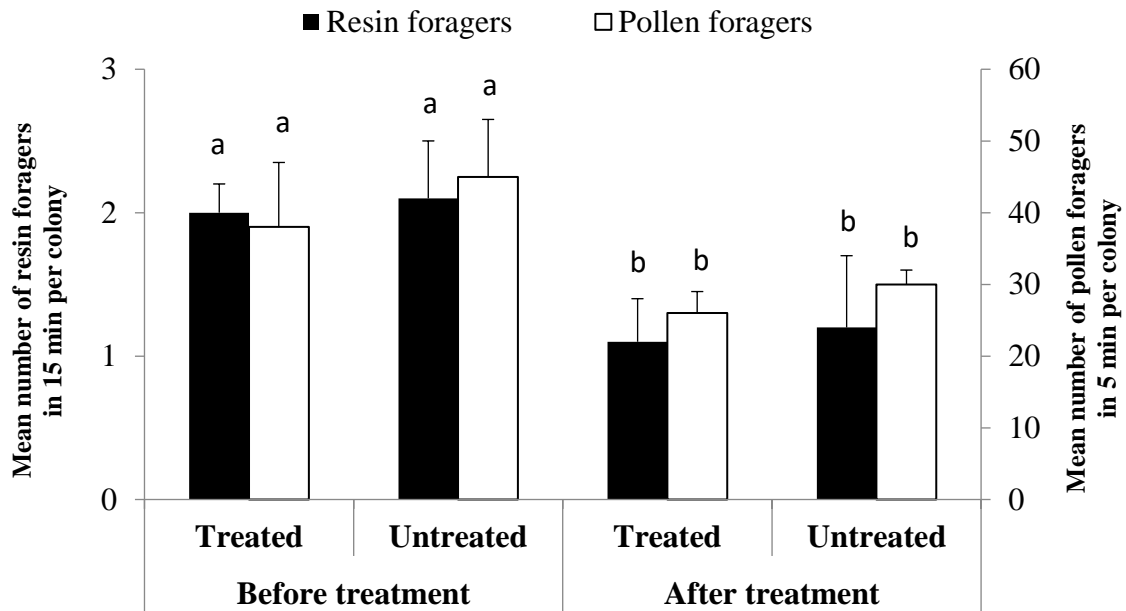 Resin foragers Pollen foragers
Mean number of resin foragers
in 15 min per colony
3
2
1
0
a a a a b b b b
60
50
40
30
20
10
0
Mean number of pollen foragers
in 5 min per colony
Treated Untreated Treated Untreated
Before treatment After treatment